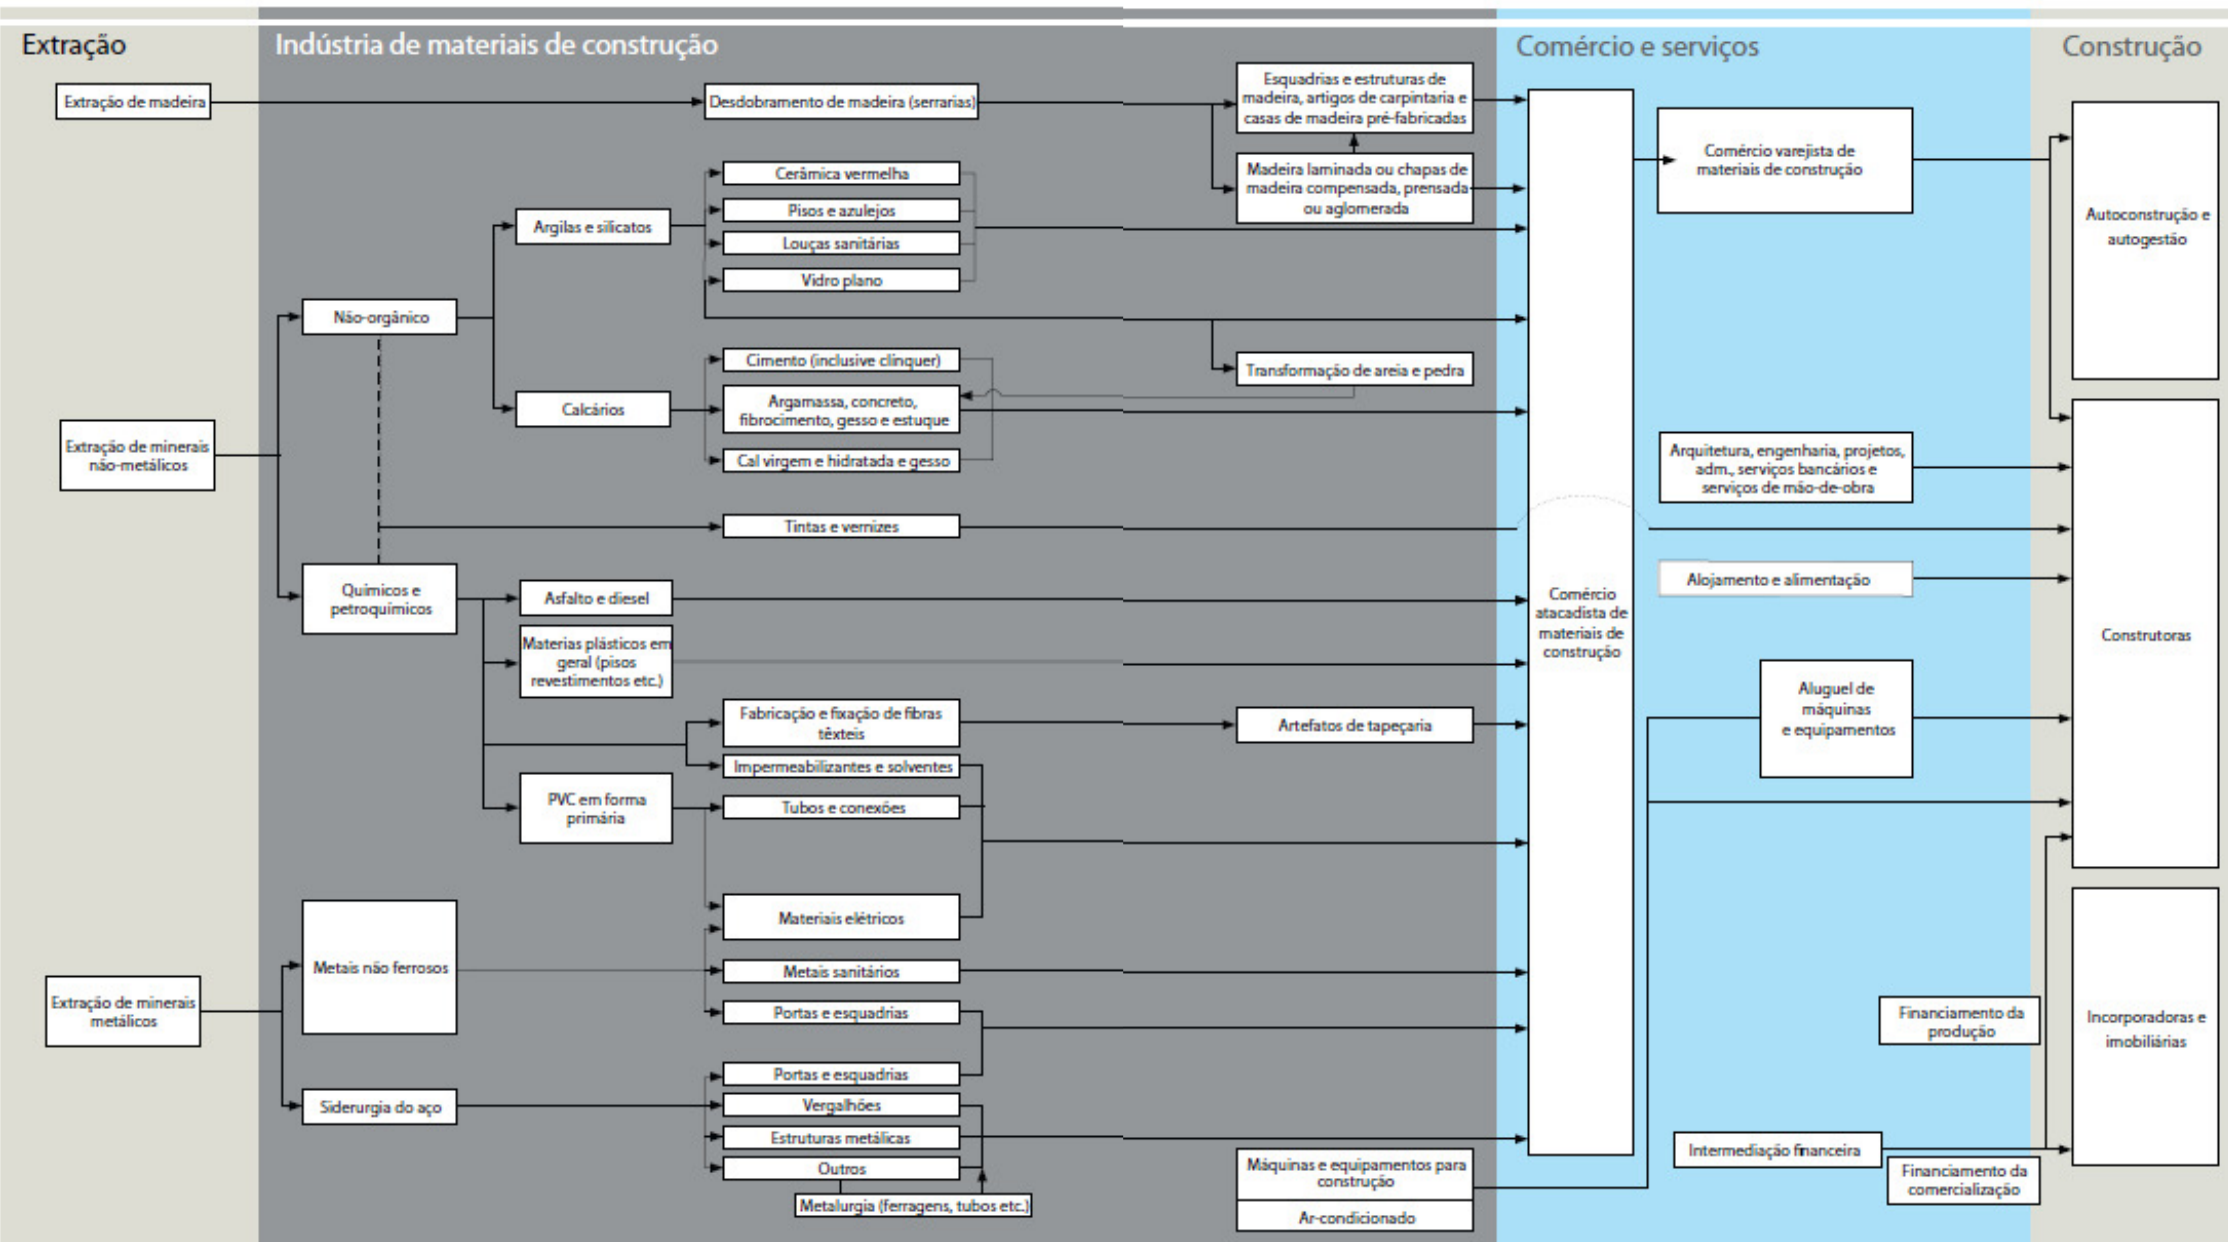 Extração
Indústria de materiais de construção
Comércio e serviços
Construção
Extração de madeira
Desdobramento de madeira (serrarias)
Esquadrias e estruturas de
madeira, artigos de carpintaria e
casas de madeira pré-fabricadas
Madeira laminada ou chapas de
madeira compensada, prensada
ou aglomerada
Comércio varejista de
materiais de construção
Autoconstrução e
autogestão
Cerâmica vermelha
Pisos e azulejos
Louças sanitárias
Vidro plano
Argilas e silicatos
Não-orgânico
Cimento (inclusive clínquer)
Argamassa, concreto,
fibrocimento, gesso e estuque
Cal virgem e hidratada e gesso
Calcários
Transformação de areia e pedra
Extração de minerais
não-metálicos
Arquitetura, engenharia, projetos,
adm., serviços bancários e
serviços de mão-de-obra
Tintas e vernizes
Químicos e
petroquímicos
Asfalto e diesel
Materias plásticos em
geral (pisos
revestimentos etc.)
Alojamento e alimentação
Comércio
atacadista de
materiais de
construção
Construtoras
Fabricação e fixação de fibras
têxteis
Artefatos de tapeçaria
Aluguel de
máquinas
e equipamentos
Impermeabilizantes e solventes
PVC em forma
primária
Tubos e conexões
Materiais elétricos
Metais não ferrosos
Metais sanitários
Portas e esquadrias
Extração de minerais
metálicos
Financiamento da
produção
Incorporadoras e
imobiliárias
Portas e esquadrias
Siderurgia do aço
Vergalhões
Estruturas metálicas
Outros
Metalurgia (ferragens, tubos etc.)
Máquinas e equipamentos para
construção
Ar-condicionado
Intermediação financeira
Financiamento da
comercialização